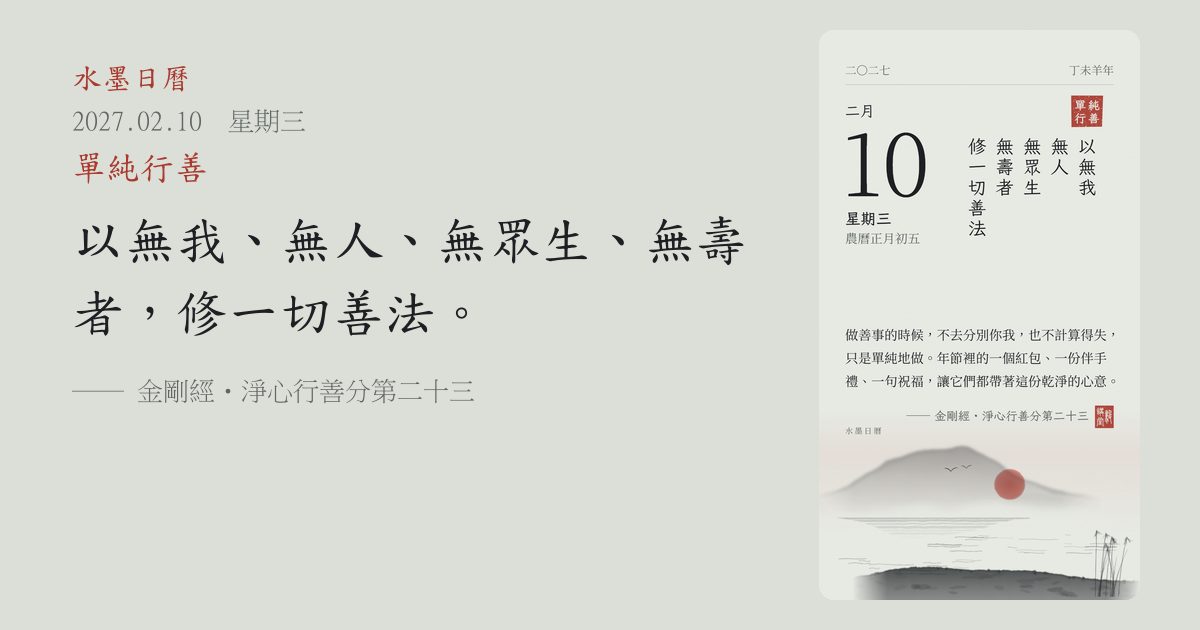 水墨日曆
2027.02.10 星期三
單純行善
以無我、無人、無眾生、無壽
者，修一切善法。
—— 金剛經・淨心行善分第二十三
二〇二七
丁未羊年
二月
純善
單行
10
星期三
農曆正月初五
以無我
無人
無眾生
無壽者
修一切善法
做善事的時候，不去分別你我，也不計算得失，
只是單純地做。年節裡的一個紅包、一份伴手
禮、一句祝福，讓它們都帶著這份乾淨的心意。
—— 金剛經・淨心行善分第二十三
水墨日曆